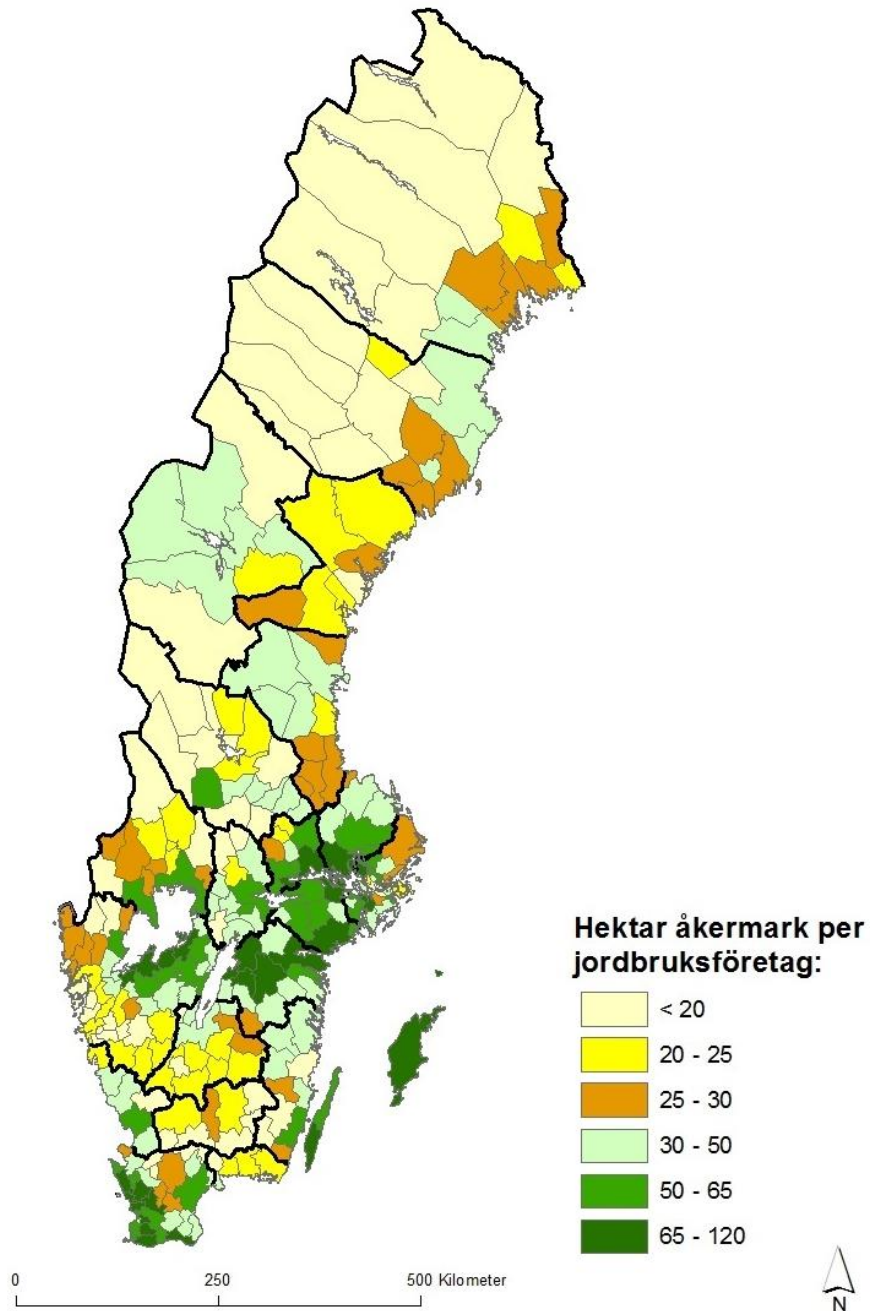 Hektar åkermark per
jordbruksföretag:
< 20
20 - 25
25 - 30
30 - 50
50 - 65
65 - 120
0 250 500 Kilometer
N